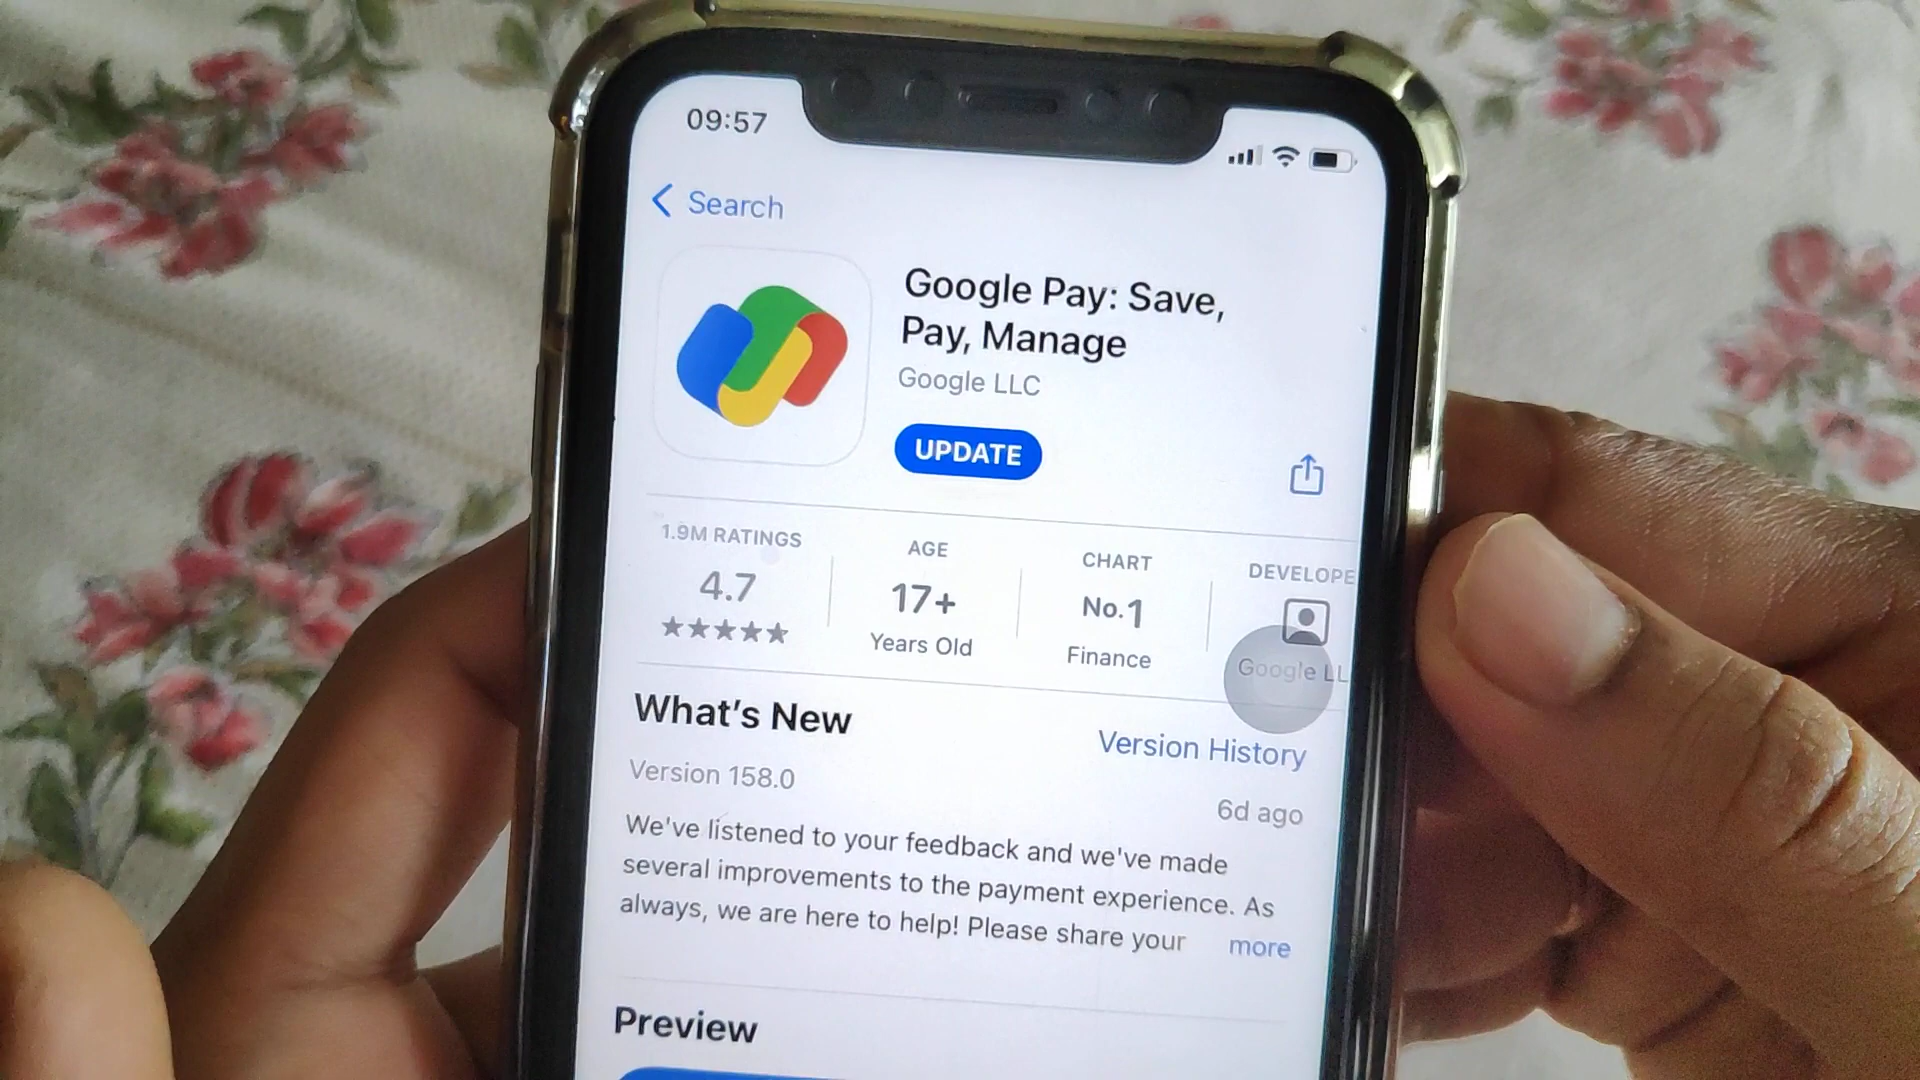 09:57
Search
Google Pay: Save,
Pay, Manage
Google LLC
UPDATE
1.9M RATINGS
4.7
AGE
17+
Years Old
CHART
No.1
Finance
DEVELOPE
Google LL
What's New
Version History
Version 158.0
6d ago
We've listened to your feedback and we've made
several improvements to the payment experience. As
always, we are here to help! Please share your more
Preview